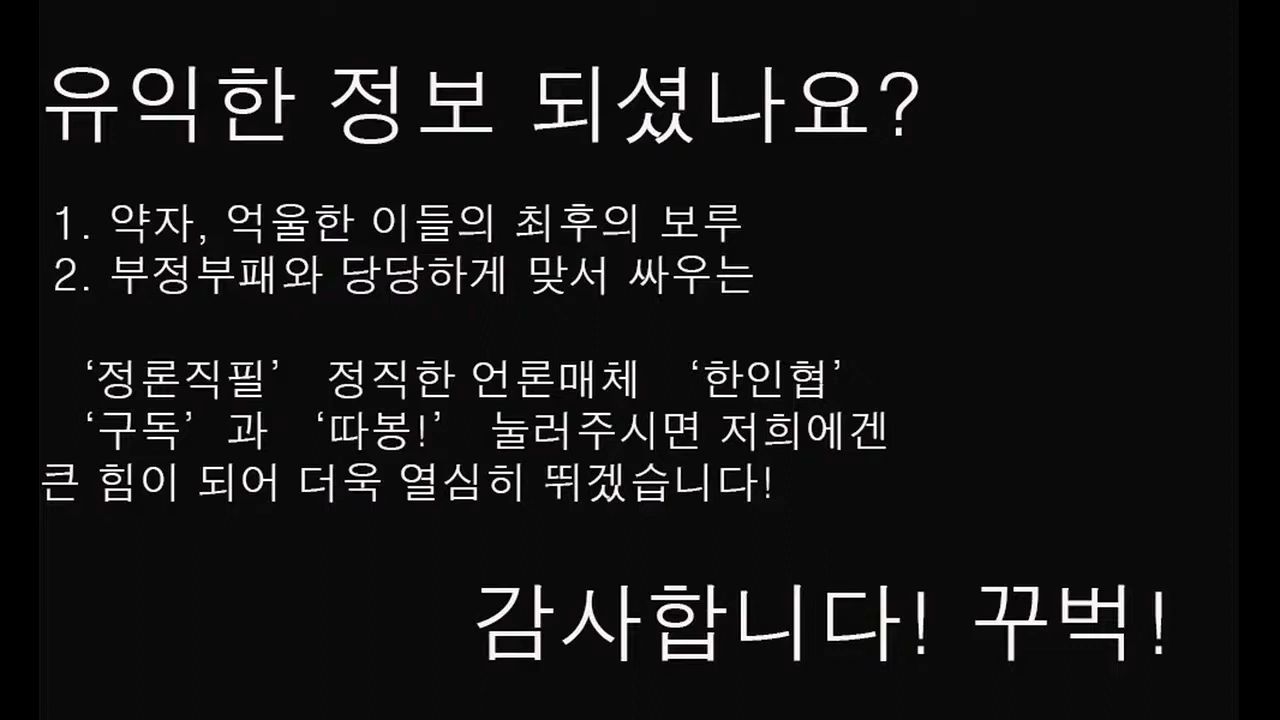 유익한 정보 되셨나요?
1. 약자, 억울한 이들의 최후의 보루
2. 부정부패와 당당하게 맞서 싸우는
‘정론직필’ 정직한 언론매체 ‘한인협’
‘구독’ 과 ‘따봉!’ 눌러주시면 저희에겐
큰 힘이 되어 더욱 열심히 뛰겠습니다!
감사합니다! 꾸벅!